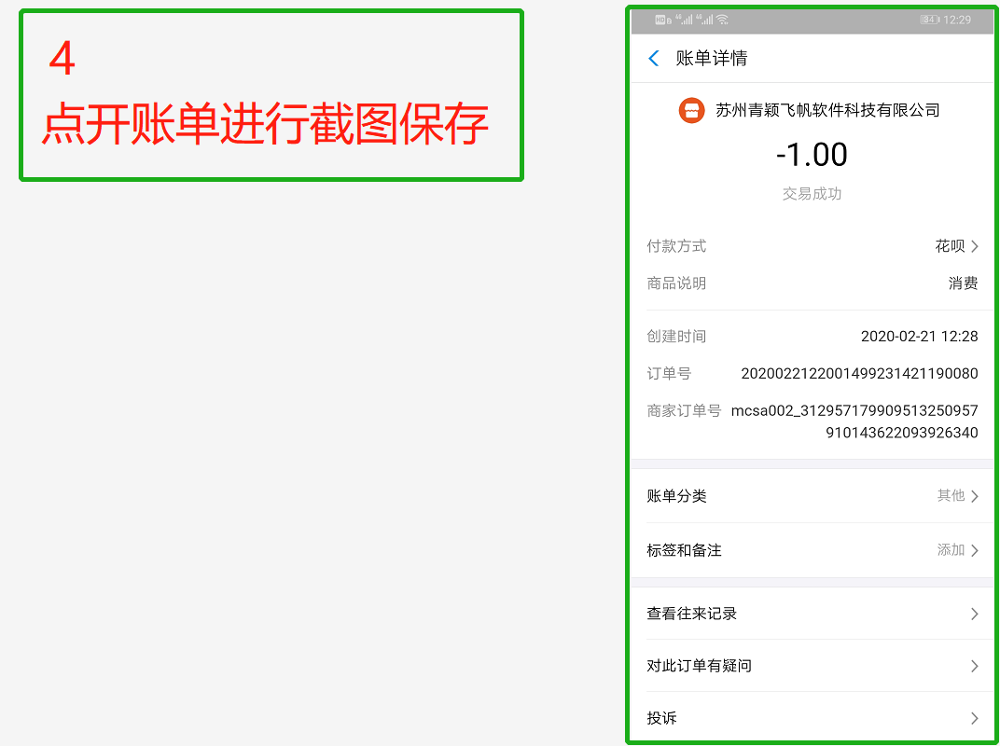 4
点开账单进行截图保存
84 12:29
账单详情
苏州青颖飞帆软件科技有限公司
-1.00
交易成功
付款方式 花呗
商品说明 消费
创建时间 2020-02-21 12:28
订单号 2020022122001499231421190080
商家订单号 mcsa002_312957179909513250957
910143622093926340
账单分类 其他
标签和备注 添加
查看往来记录
对此订单有疑问
投诉